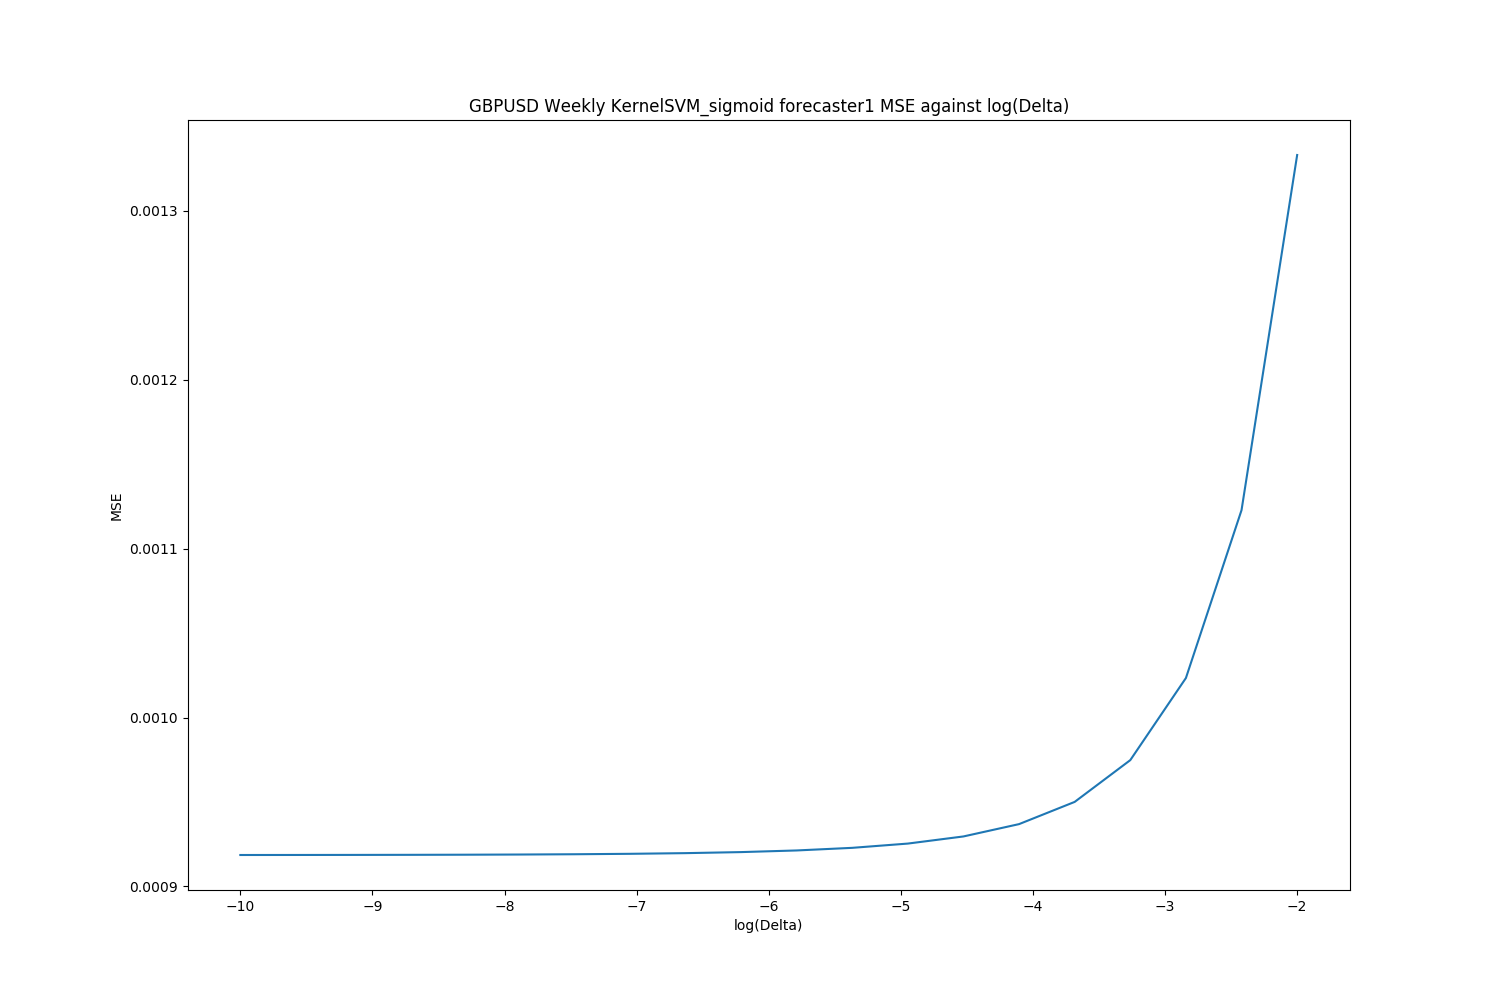 GBPUSD Weekly KernelSVM_sigmoid forecaster1 MSE against log(Delta)
0.0013
0.0012
MSE
0.0011
0.0010
0.0009
−10 −9 −8 −7 −6 −5 −4 −3 −2
log(Delta)